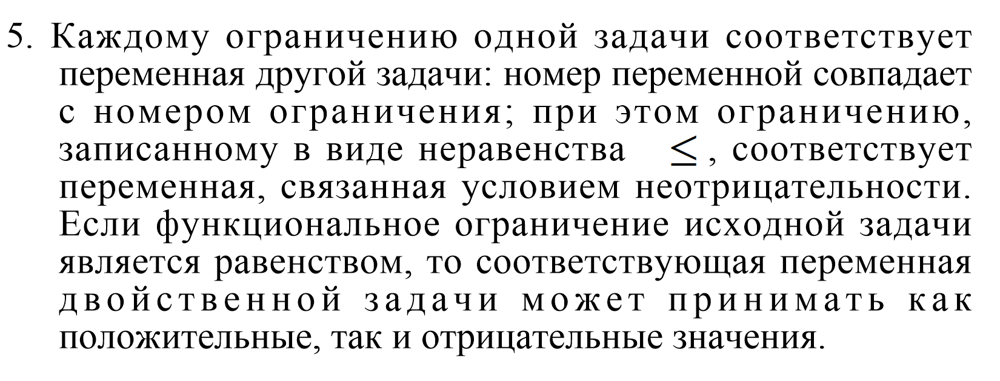 5. Каждому ограничению одной задачи соответствует
переменная другой задачи: номер переменной совпадает
с номером ограничения; при этом ограничению,
записанному в виде неравенства ≤, соответствует
переменная, связанная условием неотрицательности.
Если функциональное ограничение исходной задачи
является равенством, то соответствующая переменная
двойственной задачи может принимать как
положительные, так и отрицательные значения.